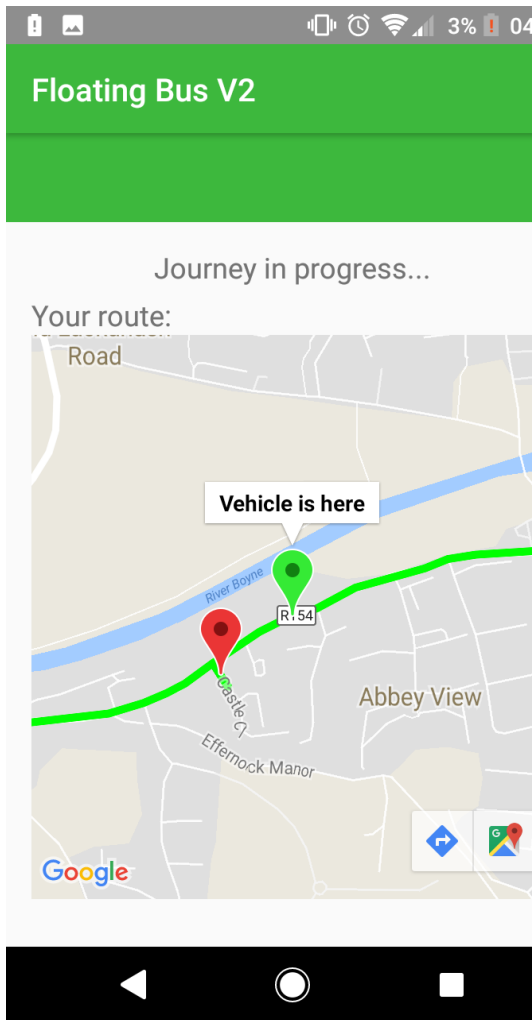 3% 04
Floating Bus V2
Journey in progress...
Your route:
Road
Vehicle is here
River Boyne
R154
Castle
Abbey View
Effernock Manor
G
Google